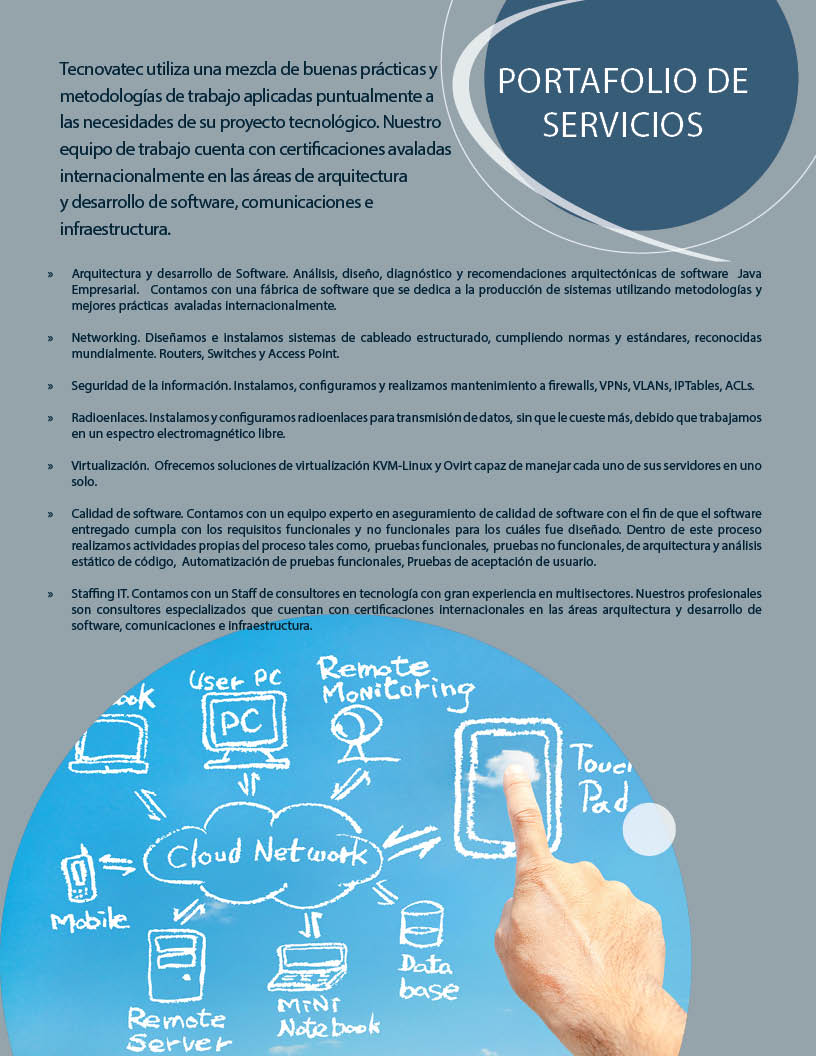 Tecnovatec utiliza una mezcla de buenas prácticas y
metodologías de trabajo aplicadas puntualmente a
las necesidades de su proyecto tecnológico. Nuestro
equipo de trabajo cuenta con certificaciones avaladas
internacionalmente en las áreas de arquitectura
y desarrollo de software, comunicaciones e
infraestructura.
PORTAFOLIO DE
SERVICIOS
» Arquitectura y desarrollo de Software. Análisis, diseño, diagnóstico y recomendaciones arquitectónicas de software Java
Empresarial. Contamos con una fábrica de software que se dedica a la producción de sistemas utilizando metodologías y
mejores prácticas avaladas internacionalmente.
» Networking. Diseñamos e instalamos sistemas de cableado estructurado, cumpliendo normas y estándares, reconocidas
mundialmente. Routers, Switches y Access Point.
» Seguridad de la información. Instalamos, configuramos y realizamos mantenimiento a firewalls, VPNs, VLANs, IPTables, ACLs.
» Radioenlaces. Instalamos y configuramos radioenlaces para transmisión de datos, sin que le cueste más, debido que trabajamos
en un espectro electromagnético libre.
» Virtualización. Ofrecemos soluciones de virtualización KVM-Linux y Ovirt capaz de manejar cada uno de sus servidores en uno
solo.
» Calidad de software. Contamos con un equipo experto en aseguramiento de calidad de software con el fin de que el software
entregado cumpla con los requisitos funcionales y no funcionales para los cuáles fue diseñado. Dentro de este proceso
realizamos actividades propias del proceso tales como, pruebas funcionales, pruebas no funcionales, de arquitectura y análisis
estático de código, Automatización de pruebas funcionales, Pruebas de aceptación de usuario.
» Staffing IT. Contamos con un Staff de consultores en tecnología con gran experiencia en multisectores. Nuestros profesionales
son consultores especializados que cuentan con certificaciones internacionales en las áreas arquitectura y desarrollo de
software, comunicaciones e infraestructura.
ook
User PC
PC
Remote
Monitoring
Touc
Pad
Cloud Network
Mobile
Remote
Server
Mini
Notebook
Data
base